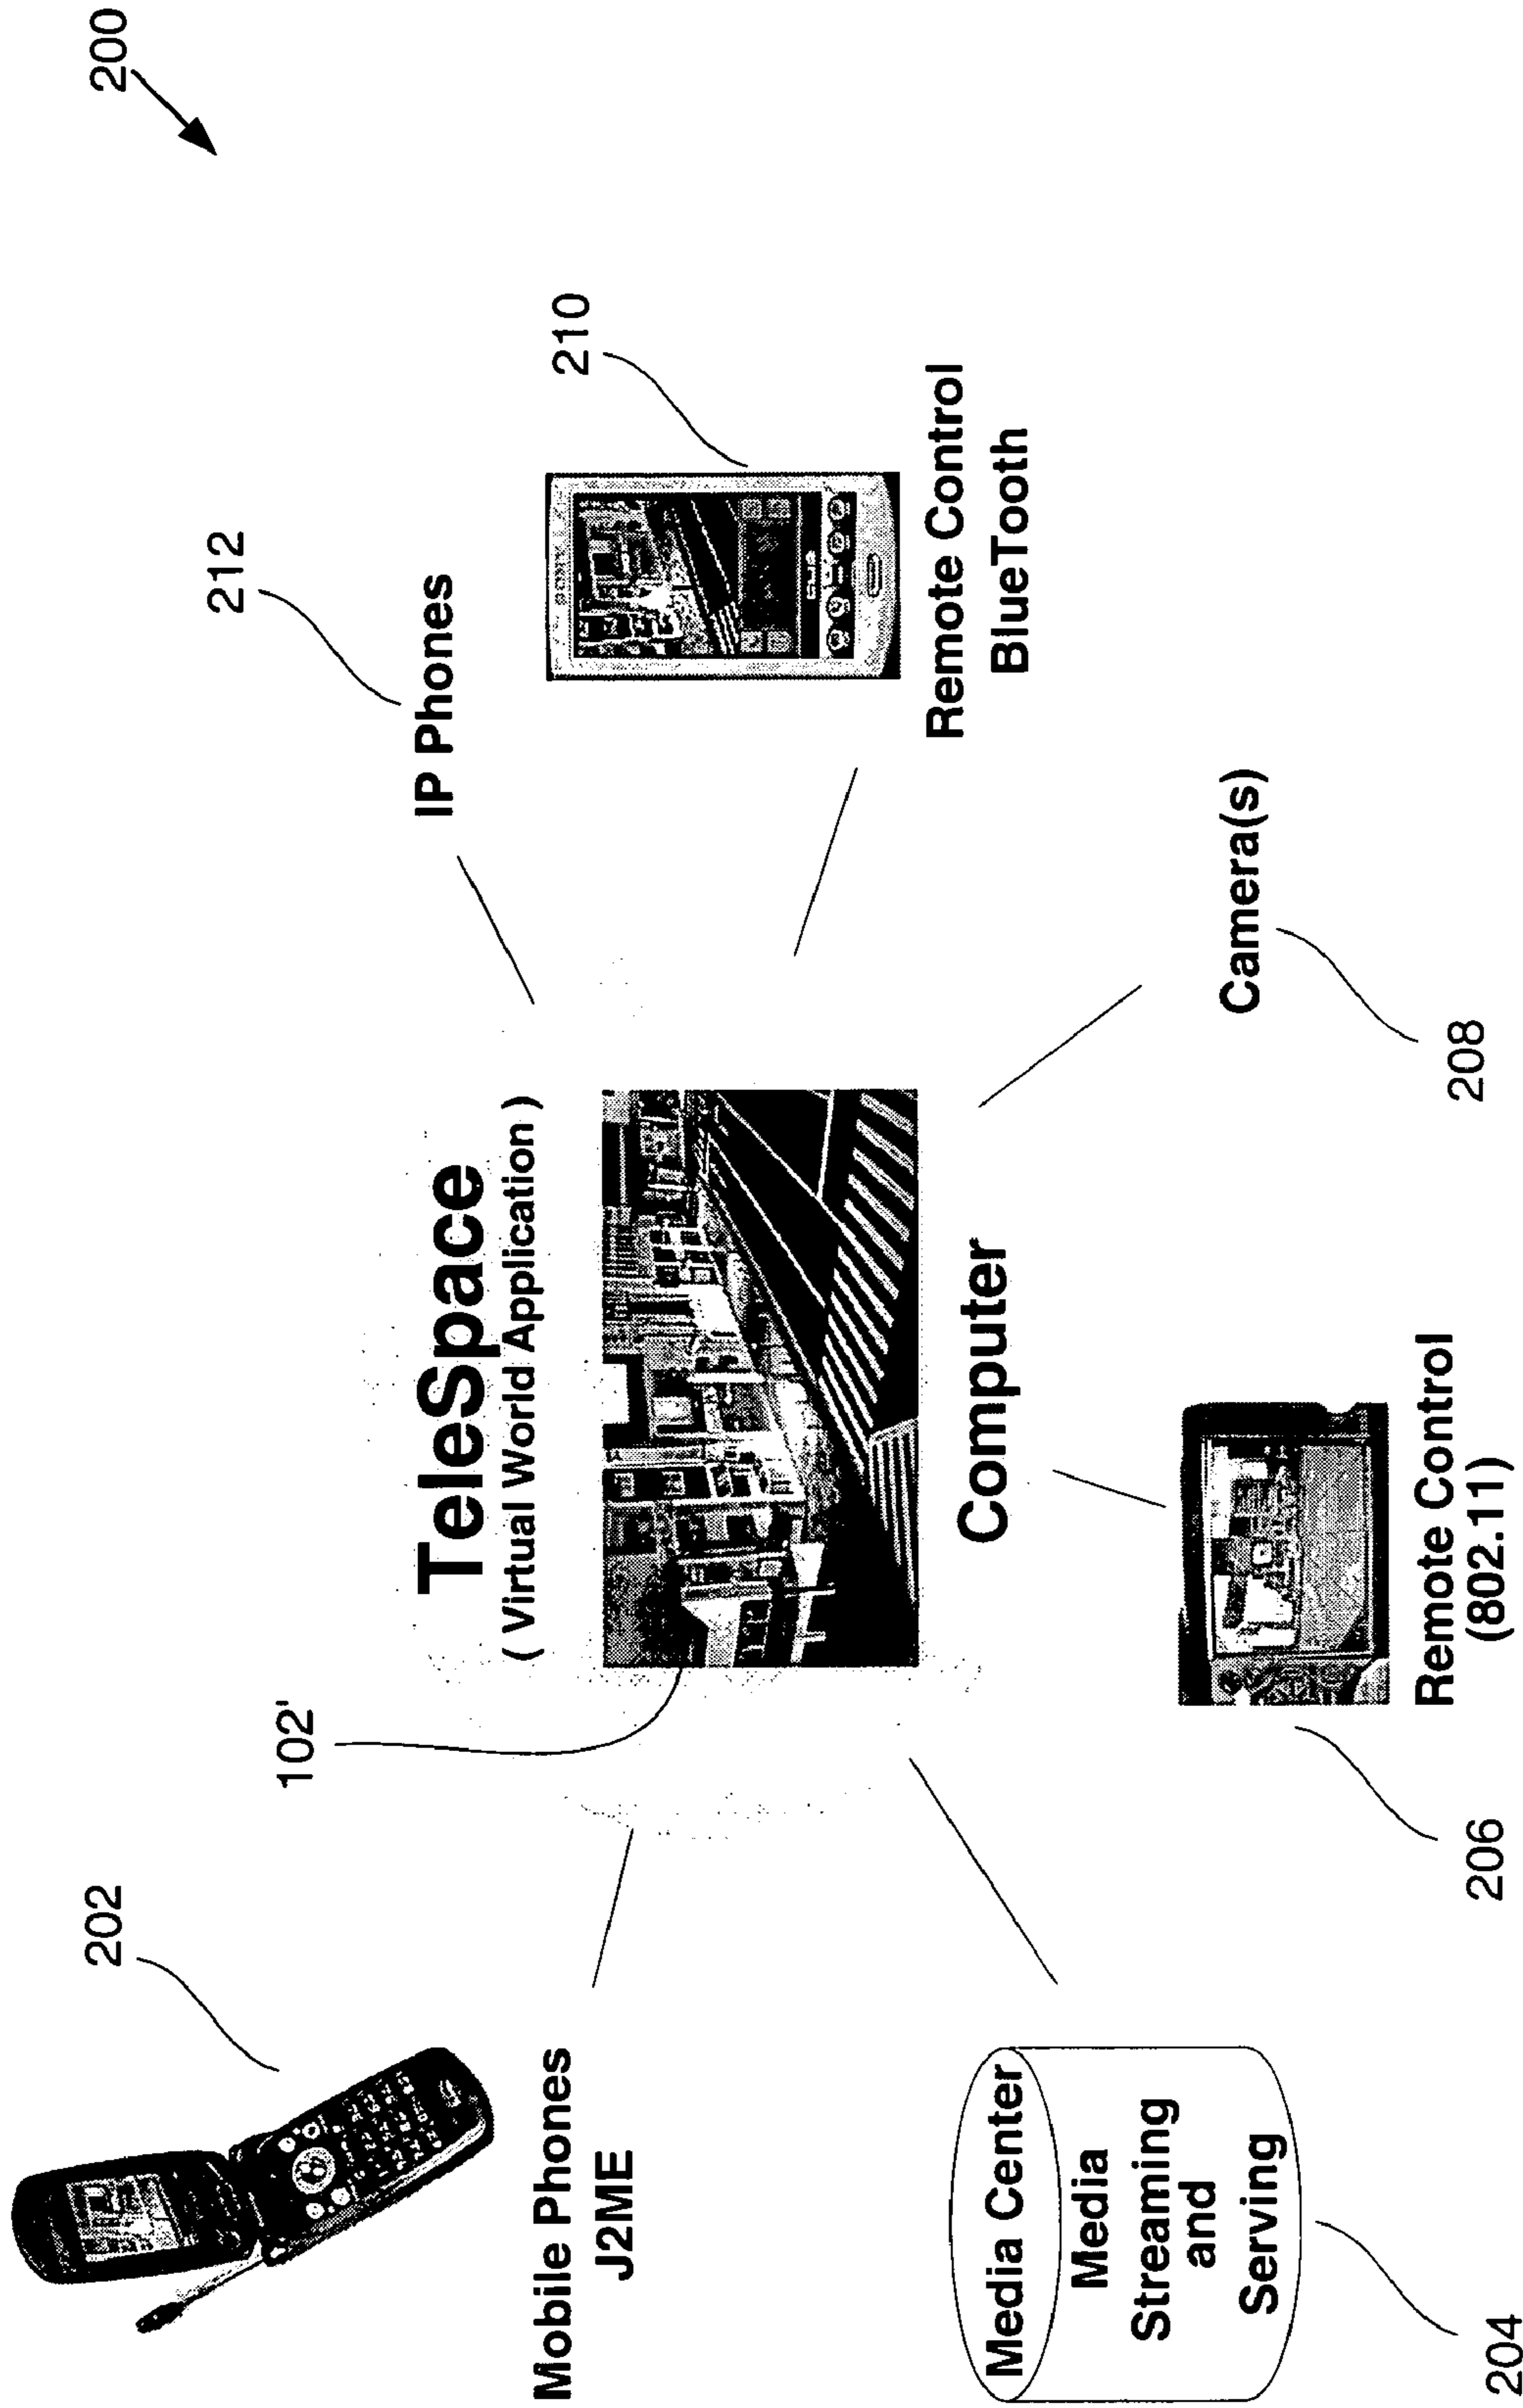 200
202
Mobile Phones
J2ME
102'
TeleSpace
( Virtual World Application )
Computer
212
IP Phones
210
SONY
Remote Control
BlueTooth
Media Center
Media
Streaming
and
Serving
204
206
Remote Control
(802.11)
Camera(s)
208